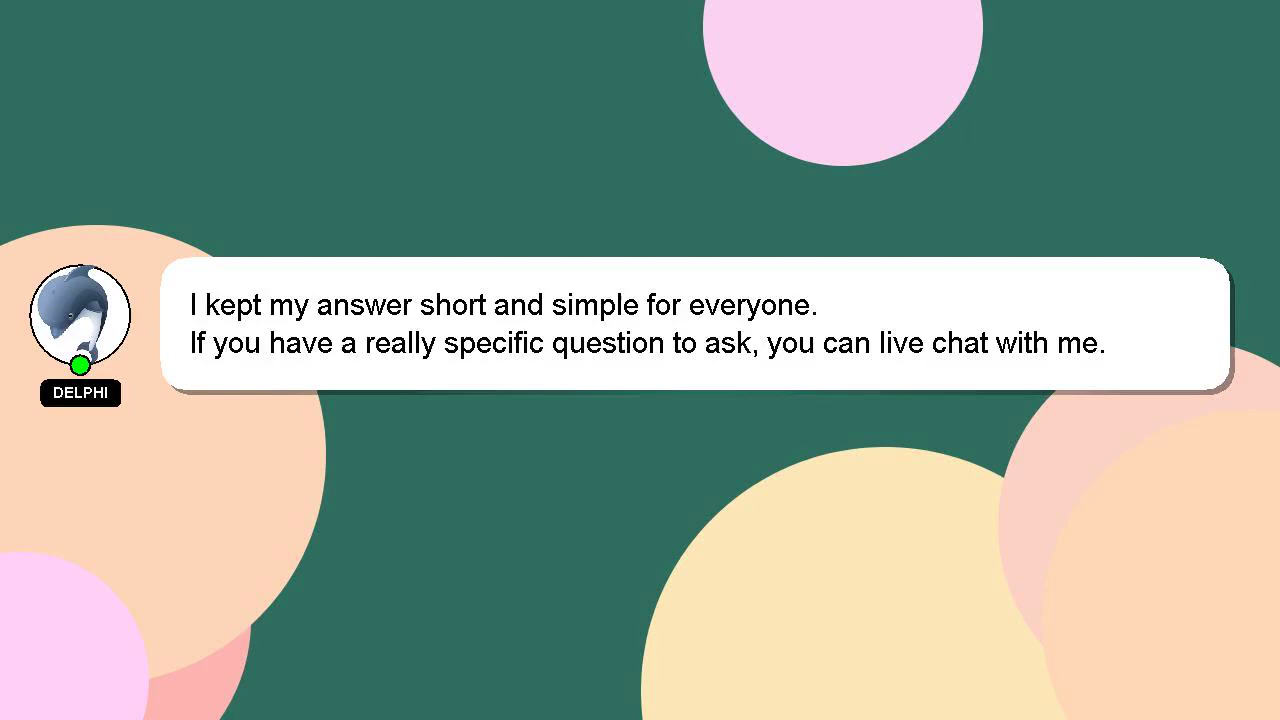 I kept my answer short and simple for everyone.
If you have a really specific question to ask, you can live chat with me.
DELPHI